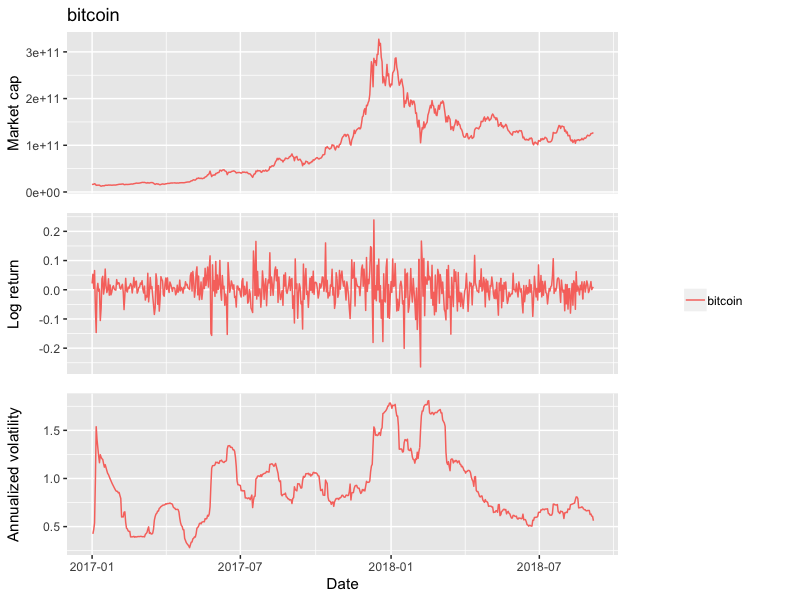 bitcoin
Market cap
3e+11
2e+11
1e+11
0e+00
Log return
0.2
0.1
0.0
-0.1
-0.2
bitcoin
Annualized volatility
1.5
1.0
0.5
2017-01 2017-07 2018-01 2018-07
Date